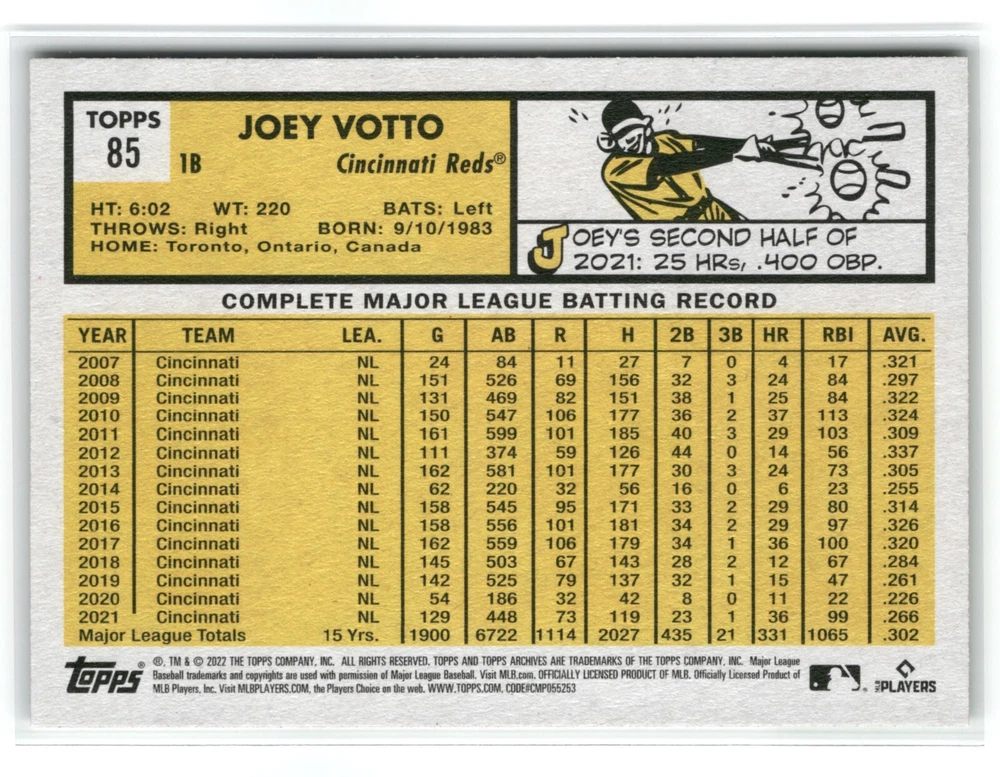 TOPPS
85
JOEY VOTTO
1B
Cincinnati Reds®
HT: 6:02 WT: 220 BATS: Left
THROWS: Right BORN: 9/10/1983
HOME: Toronto, Ontario, Canada
JOEY'S SECOND HALF OF
2021: 25 HRs, .400 OBP.
COMPLETE MAJOR LEAGUE BATTING RECORD
YEAR TEAM LEA. G AB R H 2B 3B HR RBI AVG.
2007 Cincinnati NL 24 84 11 27 7 0 4 17 .321
2008 Cincinnati NL 151 526 69 156 32 3 24 84 .297
2009 Cincinnati NL 131 469 82 151 38 1 25 84 .322
2010 Cincinnati NL 150 547 106 177 36 2 37 113 .324
2011 Cincinnati NL 161 599 101 185 40 3 29 103 .309
2012 Cincinnati NL 111 374 59 126 44 0 14 56 .337
2013 Cincinnati NL 162 581 101 177 30 3 24 73 .305
2014 Cincinnati NL 62 220 32 56 16 0 6 23 .255
2015 Cincinnati NL 158 545 95 171 33 2 29 80 .314
2016 Cincinnati NL 158 556 101 181 34 2 29 97 .326
2017 Cincinnati NL 162 559 106 179 34 1 36 100 .320
2018 Cincinnati NL 145 503 67 143 28 2 12 67 .284
2019 Cincinnati NL 142 525 79 137 32 1 15 47 .261
2020 Cincinnati NL 54 186 32 42 8 0 11 22 .226
2021 Cincinnati NL 129 448 73 119 23 1 36 99 .266
Major League Totals 15 Yrs. 1900 6722 1114 2027 435 21 331 1065 .302
Topps®
®, TM & © 2022 THE TOPPS COMPANY, INC. ALL RIGHTS RESERVED. TOPPS AND TOPPS ARCHIVES ARE TRADEMARKS OF THE TOPPS COMPANY, INC. Major League
Baseball trademarks and copyrights are used with permission of Major League Baseball. Visit MLB.com. OFFICIALLY LICENSED PRODUCT OF MLB. Officially Licensed Product of
MLB Players, Inc. Visit MLBPLAYERS.COM, the Players Choice on the web. WWW.TOPPS.COM. CODE#CMP055253
MLB PLAYERS